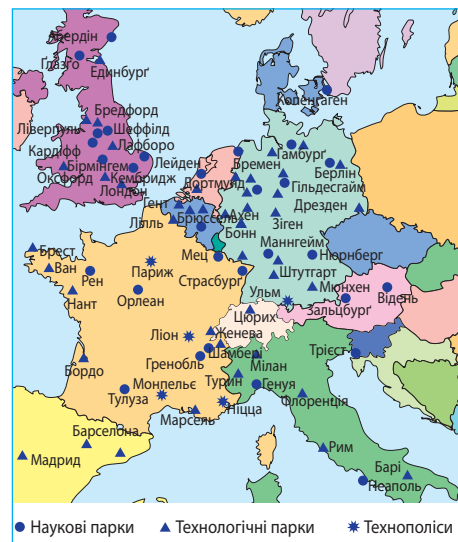 Абердін
Глазго
Единбурґ
Копенгаген
Бредфорд
Ліверпуль
Шеффілд
Лафборо
Кардіфф
Бірмінгем
Оксфорд
Кембридж
Лондон
Лейден
Бремен
Гамбурґ
Берлін
Дортмунд
Гільдесгайм
Дрезден
Гент
Ахен
Зіген
Лілль
Брюссель
Бонн
Брест
Мец
Маннгейм
Нюрнберг
Ван
Париж
Рен
Страсбург
Штутгарт
Нант
Орлеан
Ульм
Мюнхен
Відень
Зальцбурґ
Цюрих
Ліон
Женева
Шамбері
Гренобль
Трієст
Мілан
Бордо
Монпельє
Турин
Генуя
Тулуза
Ніцца
Флоренція
Марсель
Барселона
Рим
Мадрид
Барі
Неаполь
Наукові парки
Технологічні парки
Технополіси